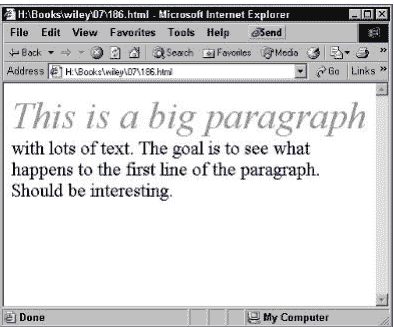 H:\Books\wiley\07\186.html - Microsoft Internet Explorer
File Edit View Favorites Tools Help Send
Back Search Favorites Media
Address H:\Books\wiley\07\186.html Go Links »
This is a big paragraph
with lots of text. The goal is to see what
happens to the first line of the paragraph.
Should be interesting.
Done My Computer